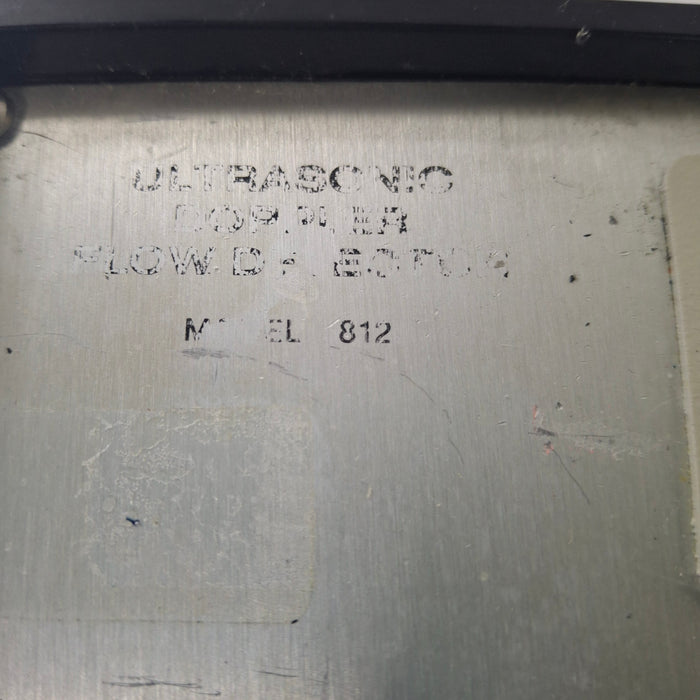 ULTRASONIC
DOPPLER
FLOW DETECTOR
MODEL 812